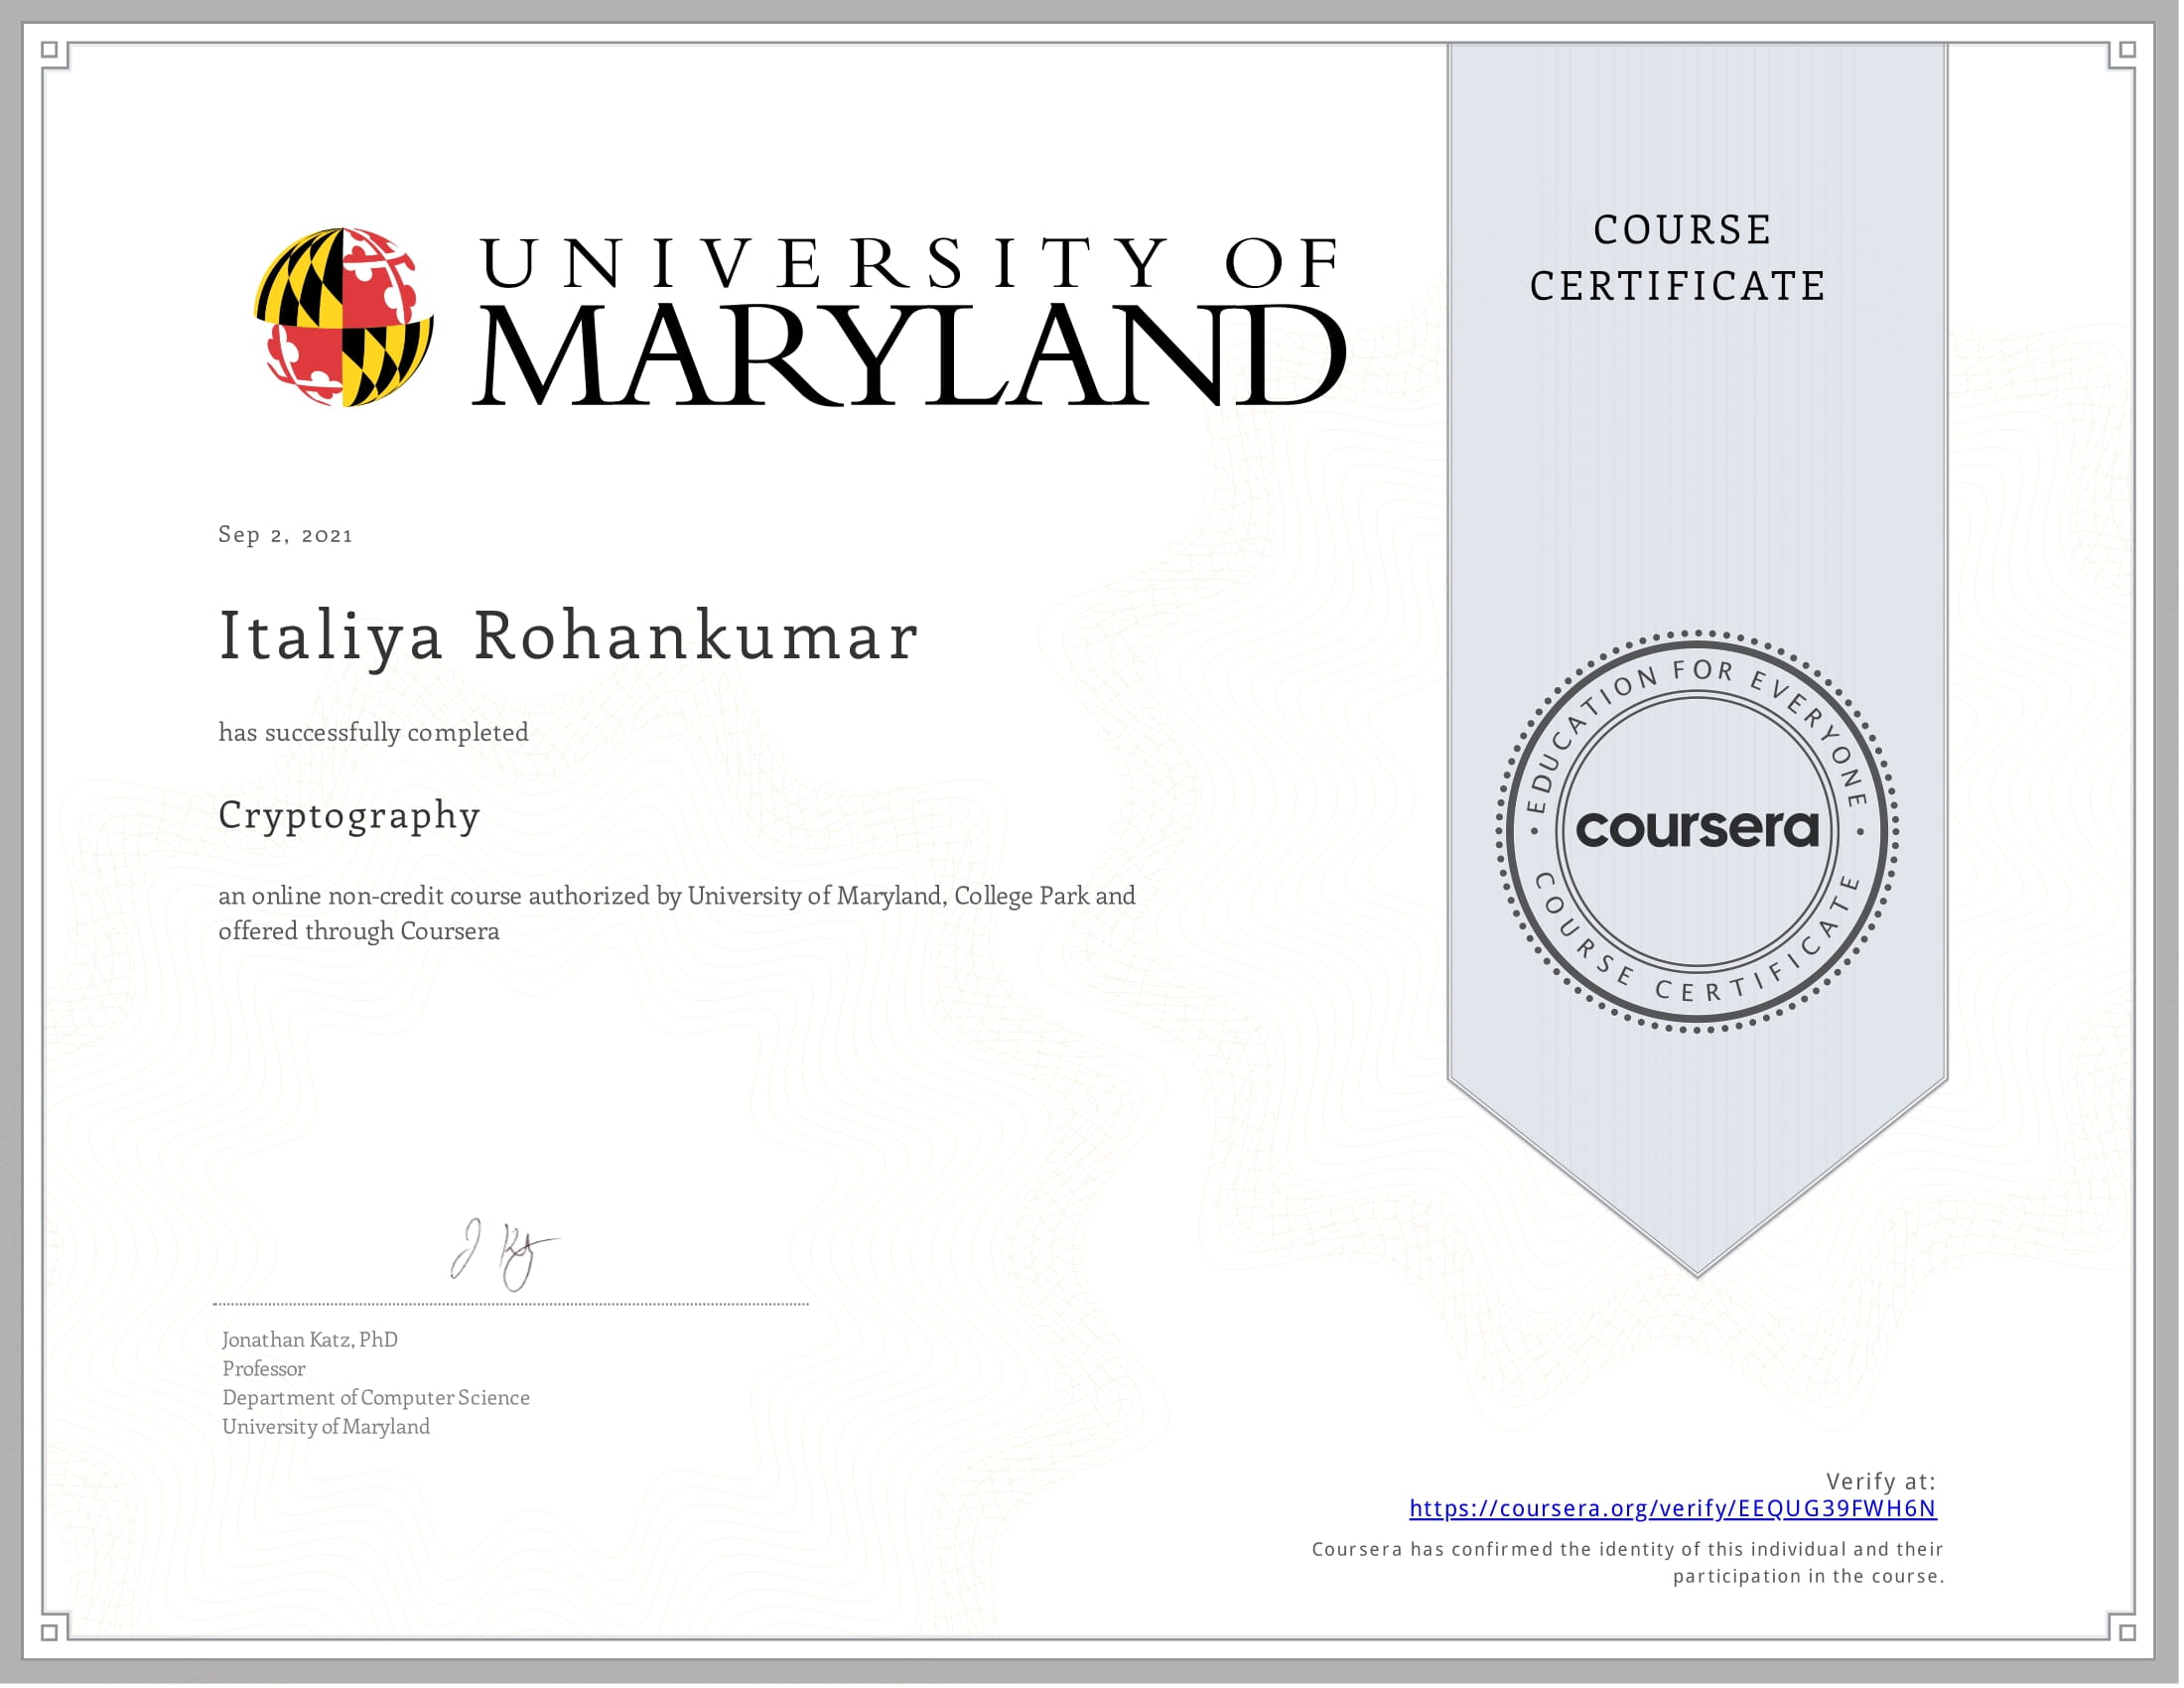 UNIVERSITY OF
MARYLAND
COURSE
CERTIFICATE
Sep 2, 2021
Italiya Rohankumar
has successfully completed
Cryptography
an online non-credit course authorized by University of Maryland, College Park and
offered through Coursera
EDUCATION FOR EVERYONE
coursera
COURSE CERTIFICATE
Jonathan Katz, PhD
Professor
Department of Computer Science
University of Maryland
Verify at:
https://coursera.org/verify/EEQUG39FWH6N
Coursera has confirmed the identity of this individual and their
participation in the course.